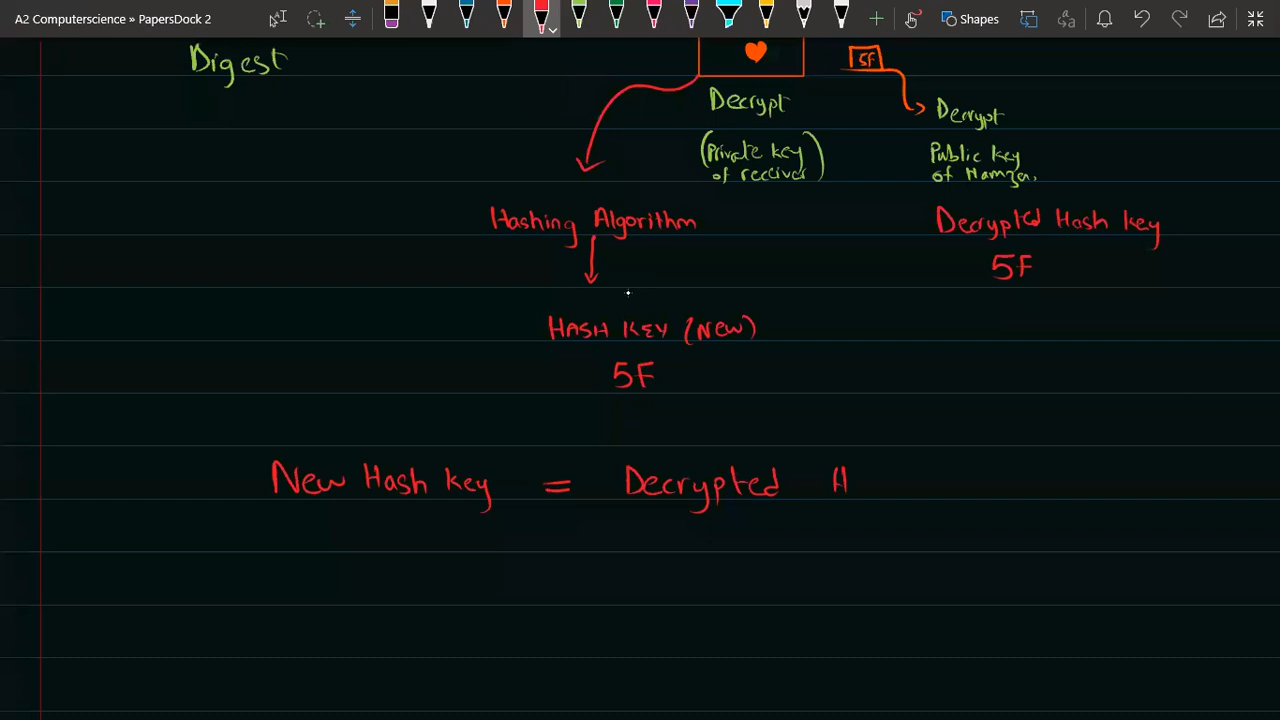 A2 Computerscience » PapersDock 2
Shapes
Digest
5F
Decrypt
(Private key
of receiver)
Decrypt
Public key
of Hamza.
Hashing Algorithm
Decrypted Hash key
5F
HASH KEY (NEW)
5F
New Hash key = Decrypted H